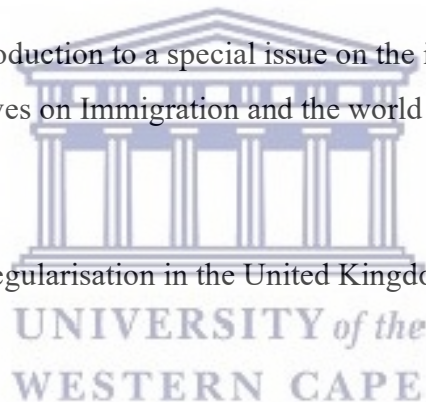 oduction to a special issue on the i
ves on Immigration and the world
egularisation in the United Kingdo
UNIVERSITY of the
WESTERN CAPE